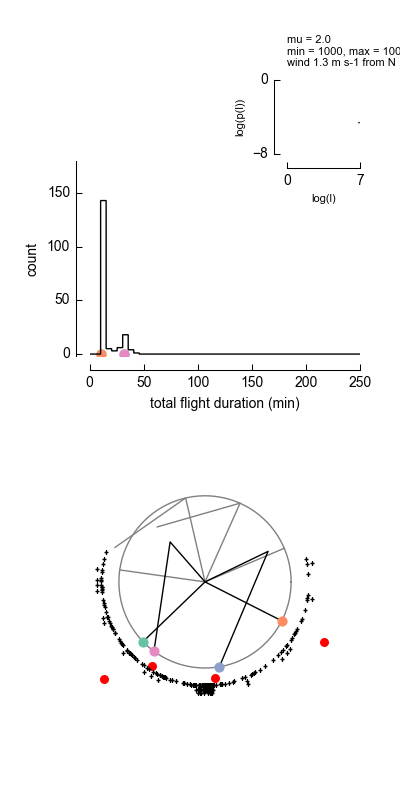 mu = 2.0
min = 1000, max = 100
wind 1.3 m s-1 from N
0
−8
log(p(l))
0
7
log(l)
150
100
50
0
count
0
50
100
150
200
250
total flight duration (min)